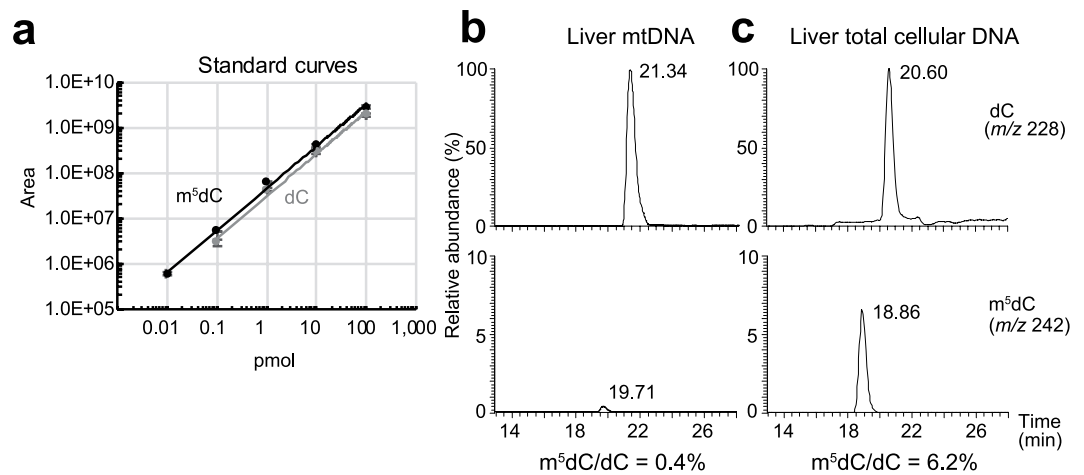 a
Standard curves
1.0E+10
1.0E+09
1.0E+08
1.0E+07
1.0E+06
1.0E+05
Area
m⁵dC
dC
0.01 0.1 1 10 100 1,000
pmol
b
Liver mtDNA
Relative abundance (%)
100
50
0
21.34
10
5
0
19.71
14 18 22 26
m⁵dC/dC = 0.4%
c
Liver total cellular DNA
100
50
0
20.60
dC
(m/z 228)
10
5
0
18.86
m⁵dC
(m/z 242)
14 18 22 26
Time
(min)
m⁵dC/dC = 6.2%